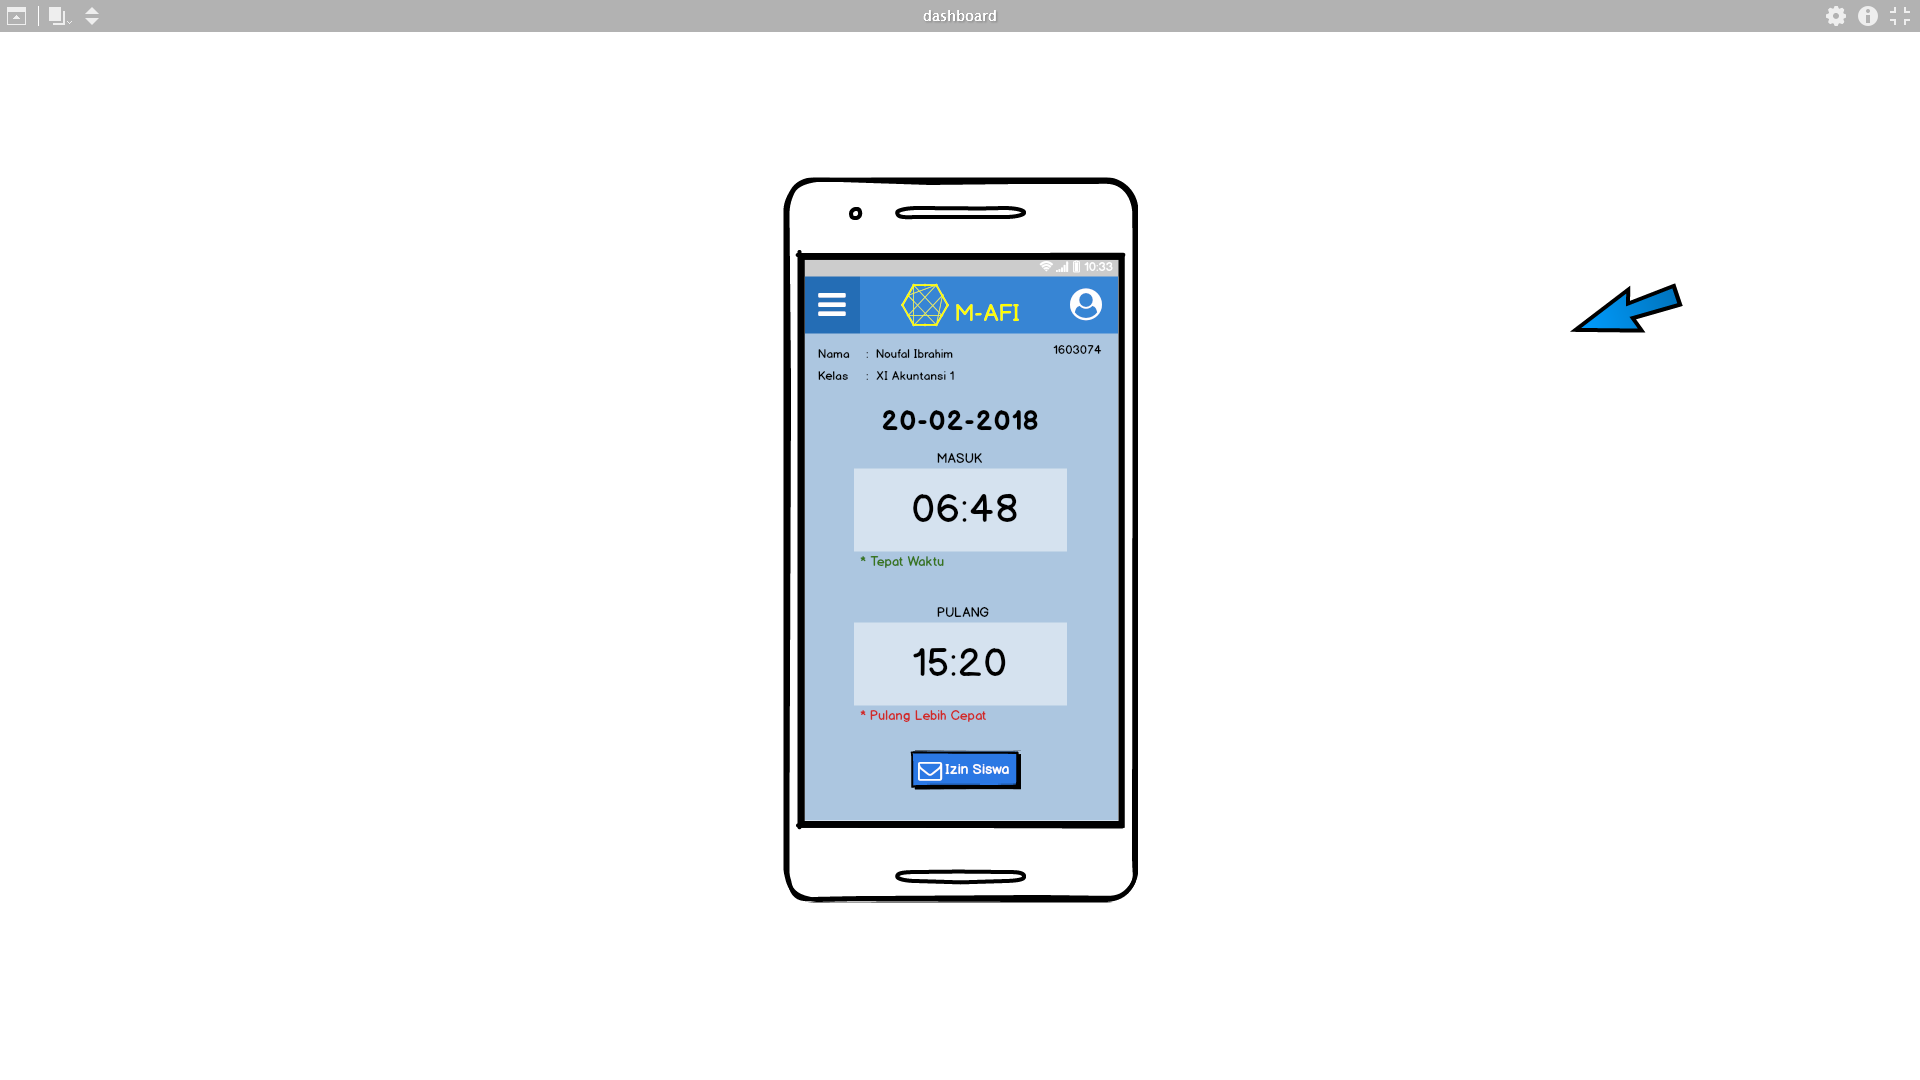 dashboard
10:33
M-AFI
Nama : Noufal Ibrahim
1603074
Kelas : XI Akuntansi 1
20-02-2018
MASUK
06:48
* Tepat Waktu
PULANG
15:20
* Pulang Lebih Cepat
Izin Siswa